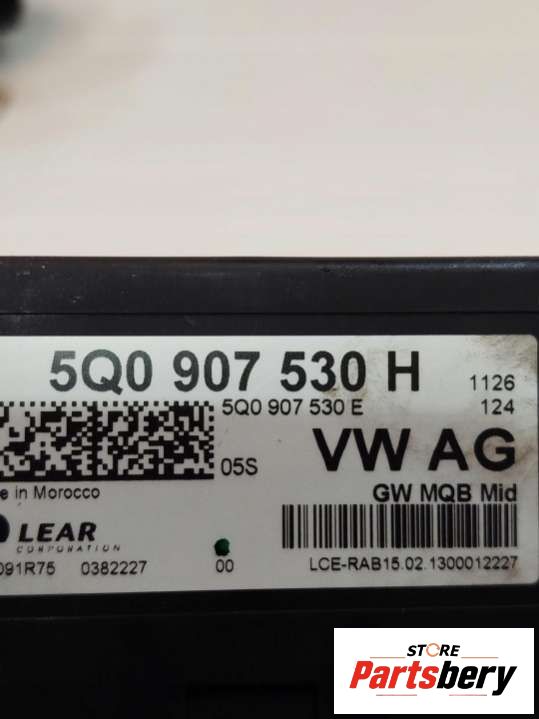 5Q0 907 530 H
1126
5Q0 907 530 E
124
05S
VW AG
in Morocco
GW MQB Mid
LEAR
CORPORATION
091R75 0382227 00
LCE-RAB15.02.1300012227
STORE
Partsbery